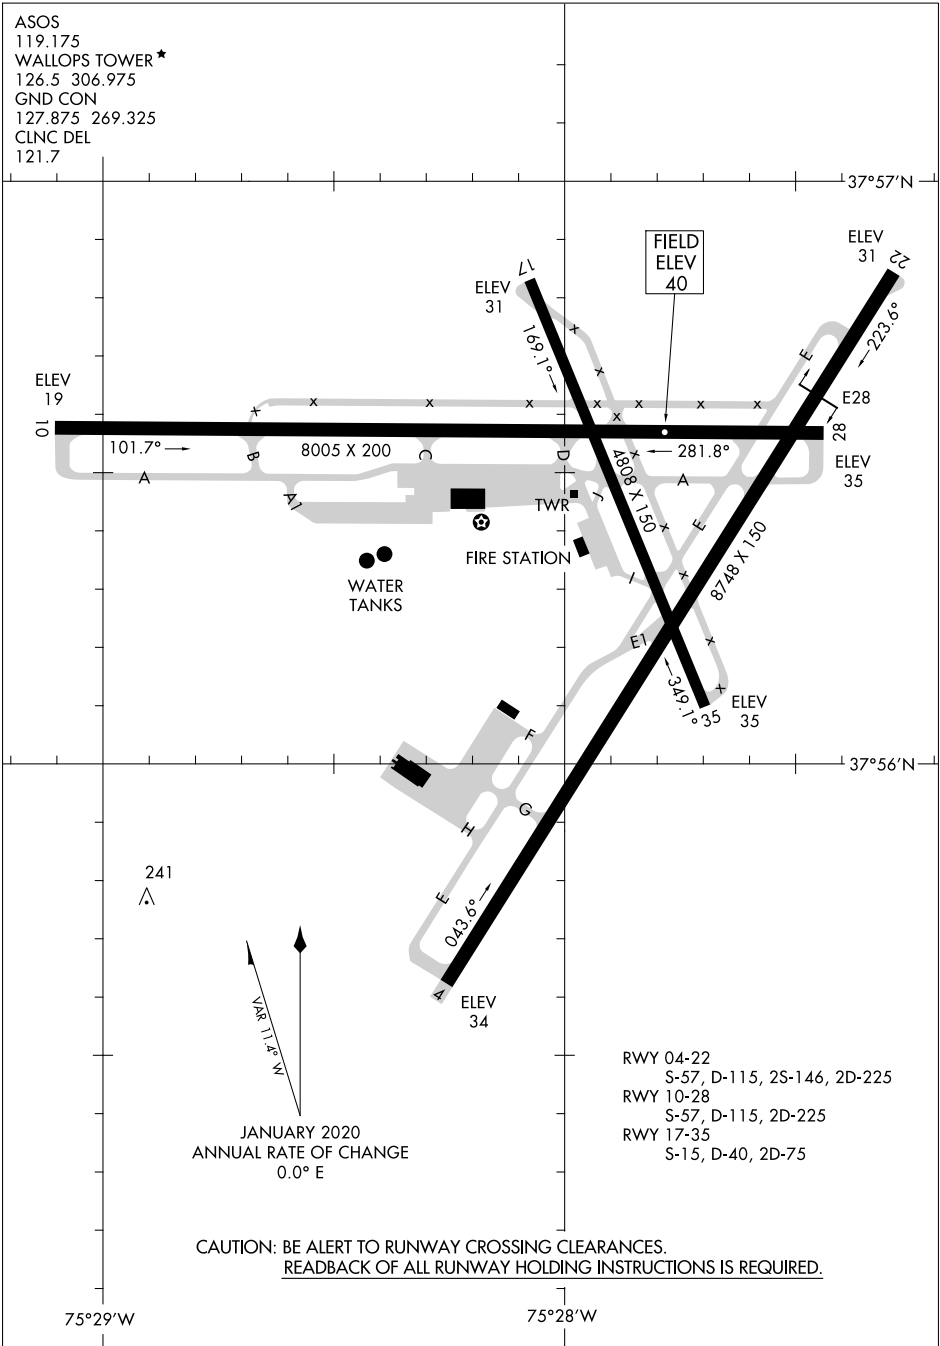 ASOS
119.175
WALLOPS TOWER★
126.5 306.975
GND CON
127.875 269.325
CLNC DEL
121.7
37°57'N
FIELD
ELEV
40
ELEV
31
22
17
ELEV
31
223.6°
169.1°
E
ELEV
19
E28
10
28
101.7°
B
8005 X 200
C
D
281.8°
ELEV
35
A
A1
4808 X 150
J
A
TWR
E
8748 X 150
FIRE STATION
I
WATER
TANKS
E1
349.1°
35
ELEV
35
F
37°56'N
G
H
241
E
043.6°
4
ELEV
34
VAR 11.4° W
RWY 04-22
S-57, D-115, 2S-146, 2D-225
RWY 10-28
S-57, D-115, 2D-225
RWY 17-35
S-15, D-40, 2D-75
JANUARY 2020
ANNUAL RATE OF CHANGE
0.0° E
CAUTION: BE ALERT TO RUNWAY CROSSING CLEARANCES.
READBACK OF ALL RUNWAY HOLDING INSTRUCTIONS IS REQUIRED.
75°29'W
75°28'W